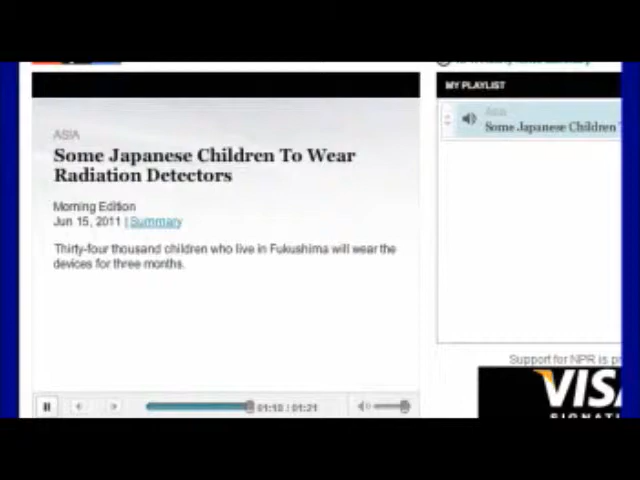 MY PLAYLIST
ASIA
Asia
Some Japanese Children To Wear
Radiation Detectors
Some Japanese Children
Morning Edition
Jun 15, 2011 | Summary
Thirty-four thousand children who live in Fukushima will wear the
devices for three months.
Support for NPR is
VISA
SIGNAT
01:10 / 01:21